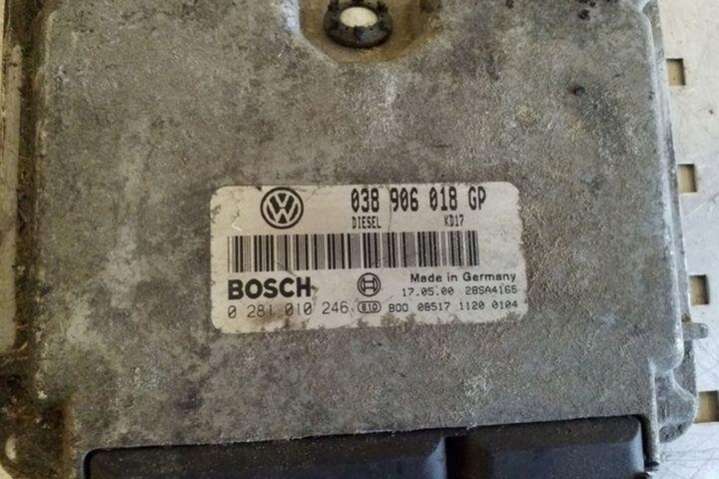 038 906 018 GP
DIESEL KD17
Made in Germany
BOSCH 17.05.00 28SA4165
0 281 010 246 810 800 08517 1120 0104